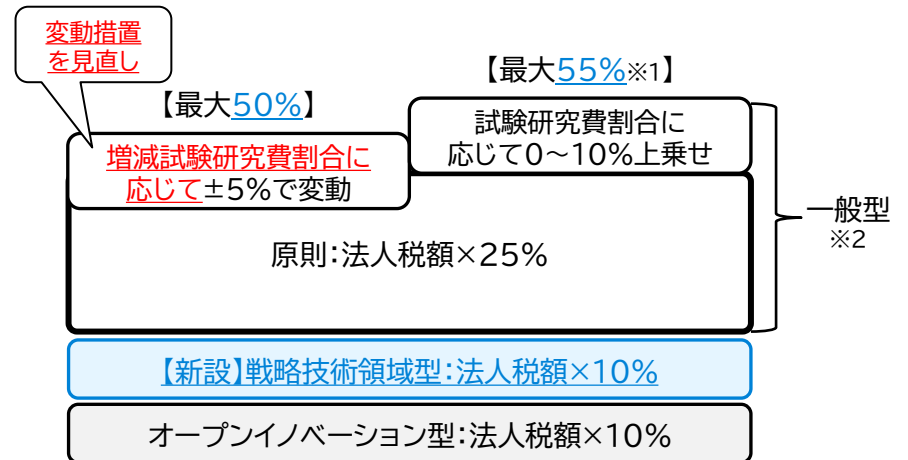 変動措置
を見直し
【最大50%】
【最大55%※1】
増減試験研究費割合に
応じて±5%で変動
試験研究費割合に
応じて0～10%上乗せ
原則：法人税額×25%
一般型
※2
【新設】戦略技術領域型：法人税額×10%
オープンイノベーション型：法人税額×10%